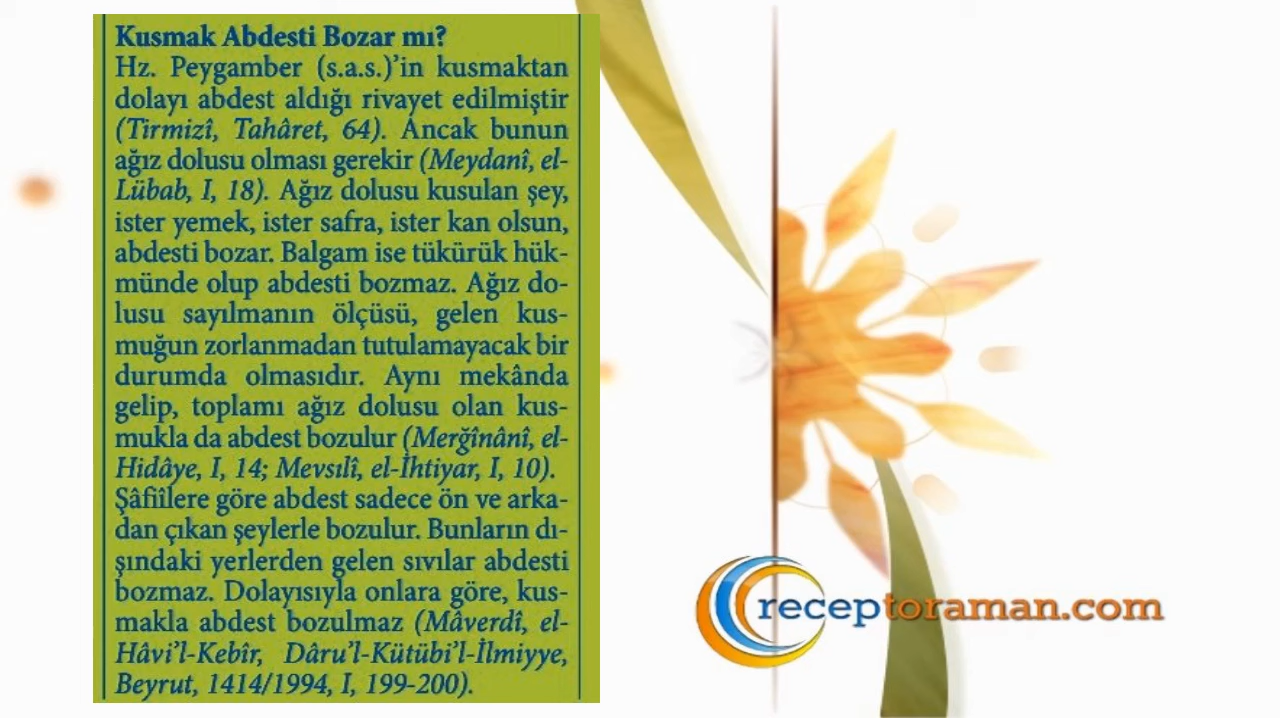 Kusmak Abdesti Bozar mı?
Hz. Peygamber (s.a.s.)'in kusmaktan
dolayı abdest aldığı rivayet edilmiştir
(Tirmizî, Tahâret, 64). Ancak bunun
ağız dolusu olması gerekir (Meydanî, el-
Lübab, I, 18). Ağız dolusu kusulan şey,
ister yemek, ister safra, ister kan olsun,
abdesti bozar. Balgam ise tükürük hük-
münde olup abdesti bozmaz. Ağız do-
lusu sayılmanın ölçüsü, gelen kus-
muğun zorlanmadan tutulamayacak bir
durumda olmasıdır. Aynı mekânda
gelip, toplamı ağız dolusu olan kus-
mukla da abdest bozulur (Merğînânî, el-
Hidâye, I, 14; Mevsılî, el-İhtiyar, I, 10).
Şâfiîlere göre abdest sadece ön ve arka-
dan çıkan şeylerle bozulur. Bunların dı-
şındaki yerlerden gelen sıvılar abdesti
bozmaz. Dolayısıyla onlara göre, kus-
makla abdest bozulmaz (Mâverdî, el-
Hâvi'l-Kebîr, Dâru'l-Kütübi'l-İlmiyye,
Beyrut, 1414/1994, I, 199-200).
receptoraman.com